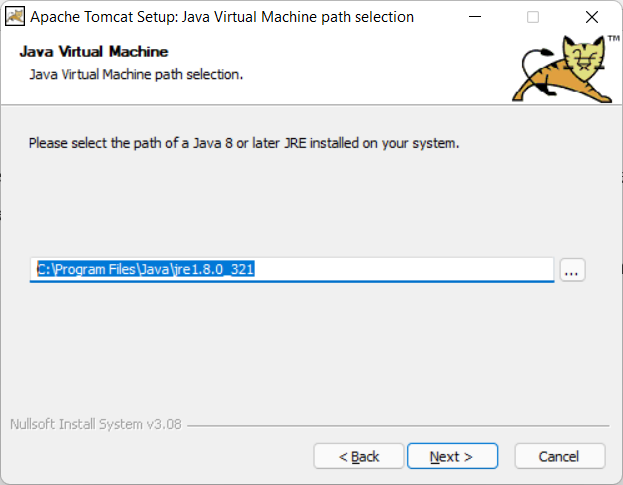 Apache Tomcat Setup: Java Virtual Machine path selection
Java Virtual Machine
Java Virtual Machine path selection.
TM
Please select the path of a Java 8 or later JRE installed on your system.
C:\Program Files\Java\jre1.8.0_321
...
Nullsoft Install System v3.08
< Back
Next >
Cancel